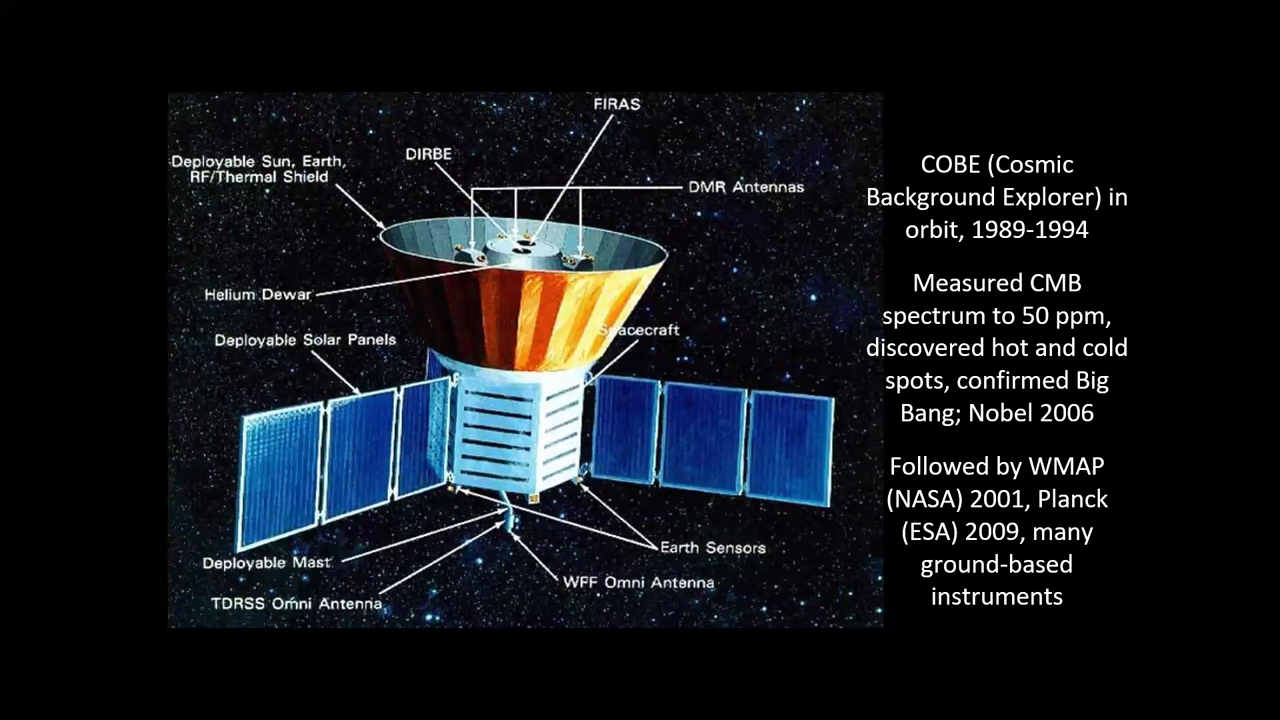 FIRAS
DIRBE
Deployable Sun, Earth,
RF/Thermal Shield
DMR Antennas
Helium Dewar
Spacecraft
Deployable Solar Panels
Earth Sensors
Deployable Mast
WFF Omni Antenna
TDRSS Omni Antenna
COBE (Cosmic
Background Explorer) in
orbit, 1989-1994
Measured CMB
spectrum to 50 ppm,
discovered hot and cold
spots, confirmed Big
Bang; Nobel 2006
Followed by WMAP
(NASA) 2001, Planck
(ESA) 2009, many
ground-based
instruments